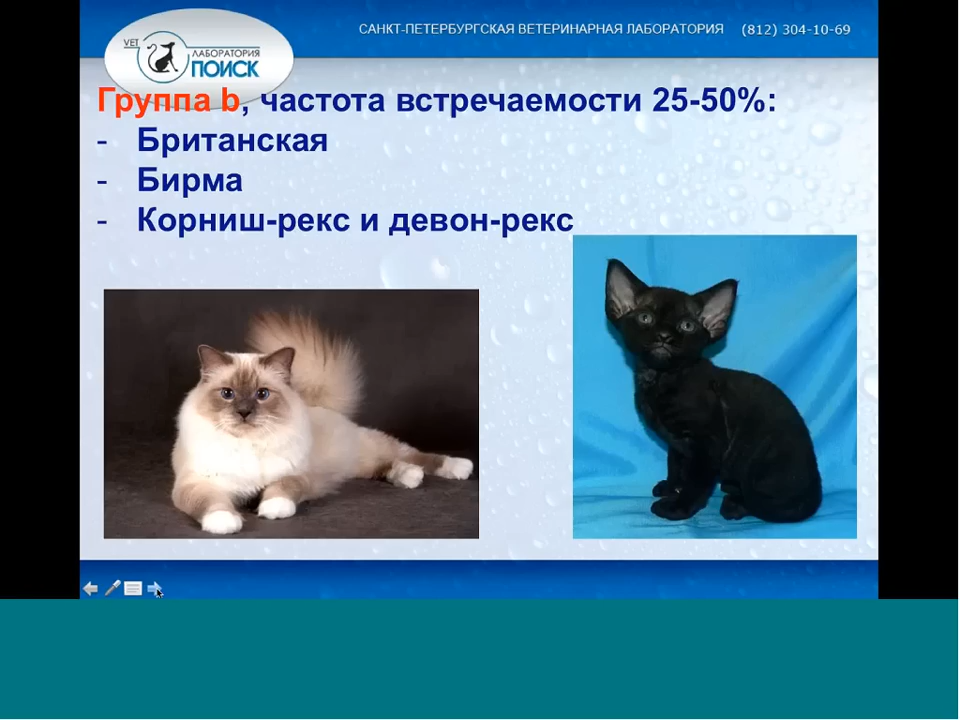 САНКТ-ПЕТЕРБУРГСКАЯ ВЕТЕРИНАРНАЯ ЛАБОРАТОРИЯ (812) 304-10-69
VET
ЛАБОРАТОРИЯ
ПОИСК
Группа b, частота встречаемости 25-50%:
- Британская
- Бирма
- Корниш-рекс и девон-рекс